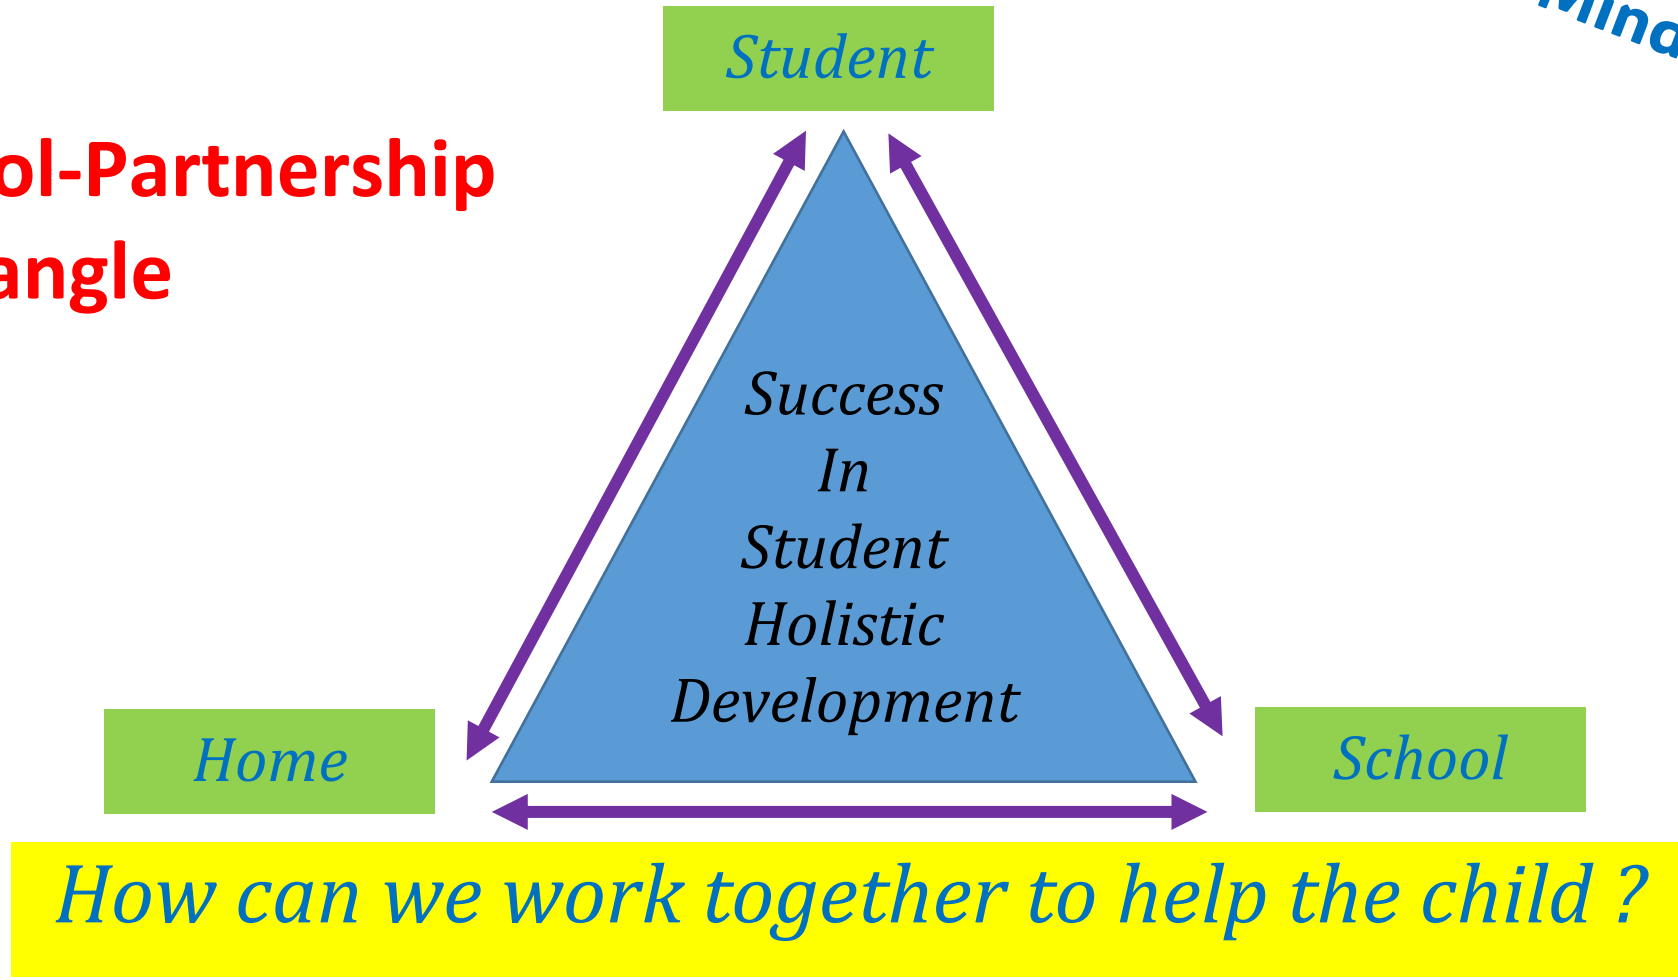 Student
Mind
ol-Partnership
angle
Success
In
Student
Holistic
Development
Home
School
How can we work together to help the child ?